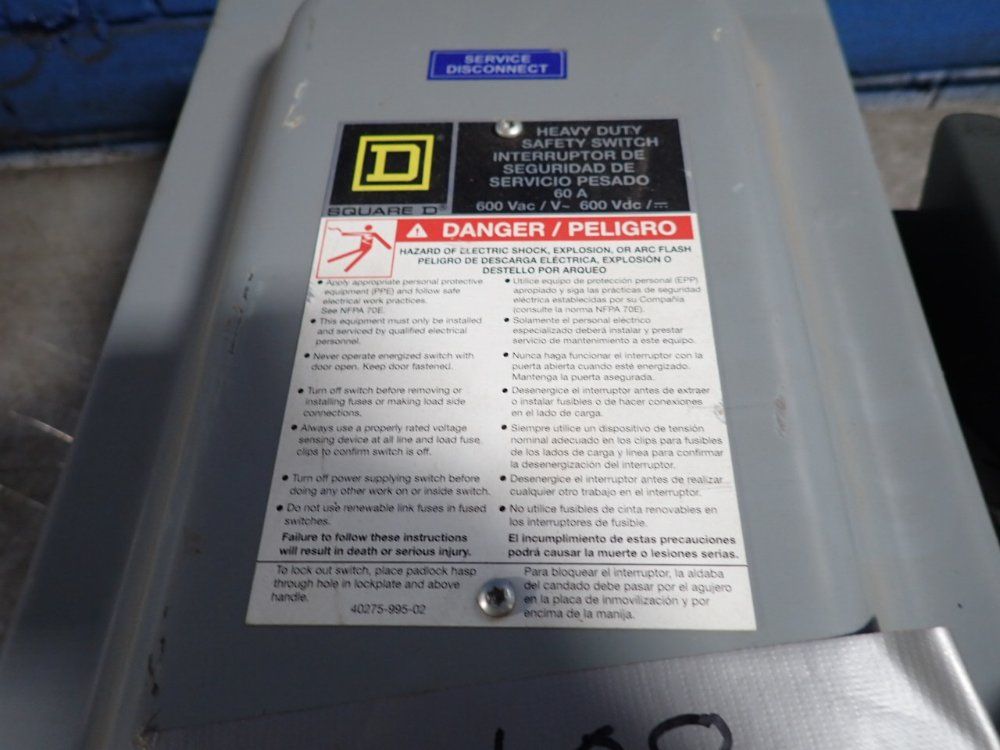 SERVICE
DISCONNECT
D
SQUARE D
HEAVY DUTY
SAFETY SWITCH
INTERRUPTOR DE
SEGURIDAD DE
SERVICIO PESADO
60 A
600 Vac / V~ 600 Vdc / ⎓
DANGER / PELIGRO
HAZARD OF ELECTRIC SHOCK, EXPLOSION, OR ARC FLASH
PELIGRO DE DESCARGA ELÉCTRICA, EXPLOSIÓN O
DESTELLO POR ARQUEO
• Apply appropriate personal protective
equipment (PPE) and follow safe
electrical work practices.
See NFPA 70E.
• This equipment must only be installed
and serviced by qualified electrical
personnel.
• Never operate energized switch with
door open. Keep door fastened.
• Turn off switch before removing or
installing fuses or making load side
connections.
• Always use a properly rated voltage
sensing device at all line and load fuse
clips to confirm switch is off.
• Turn off power supplying switch before
doing any other work on or inside switch.
• Do not use renewable link fuses in fused
switches.
Failure to follow these instructions
will result in death or serious injury.
• Utilice equipo de protección personal (EPP)
apropiado y siga las prácticas de seguridad
eléctrica establecidas por su Compañía
(consulte la norma NFPA 70E).
• Solamente el personal eléctrico
especializado deberá instalar y prestar
servicio de mantenimiento a este equipo.
• Nunca haga funcionar el interruptor con la
puerta abierta cuando esté energizado.
Mantenga la puerta asegurada.
• Desenergice el interruptor antes de extraer
o instalar fusibles o de hacer conexiones
en el lado de carga.
• Siempre utilice un dispositivo de tensión
nominal adecuado en los clips para fusibles
de los lados de carga y línea para confirmar
la desenergización del interruptor.
• Desenergice el interruptor antes de realizar
cualquier otro trabajo en el interruptor.
• No utilice fusibles de cinta renovables en
los interruptores de fusible.
El incumplimiento de estas precauciones
podrá causar la muerte o lesiones serias.
To lock out switch, place padlock hasp
through hole in lockplate and above
handle.
40275-995-02
Para bloquear el interruptor, la aldaba
del candado debe pasar por el agujero
en la placa de inmovilización y por
encima de la manija.